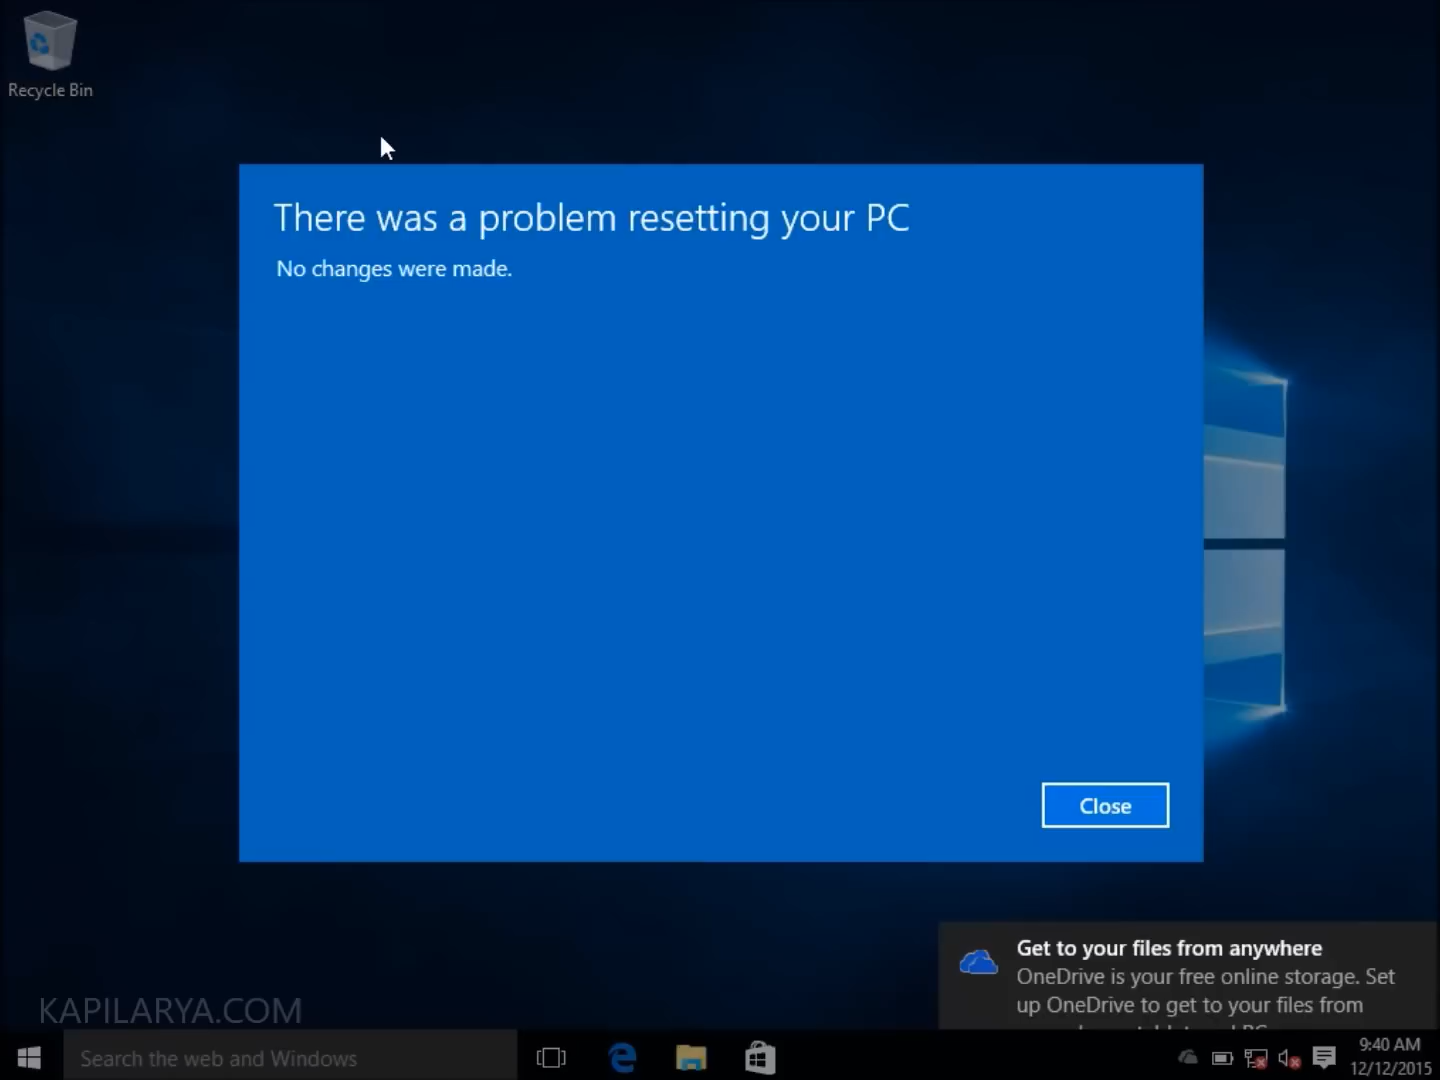 Recycle Bin
There was a problem resetting your PC
No changes were made.
Close
Get to your files from anywhere
OneDrive is your free online storage. Set
up OneDrive to get to your files from
KAPILARYA.COM
Search the web and Windows
9:40 AM
12/12/2015